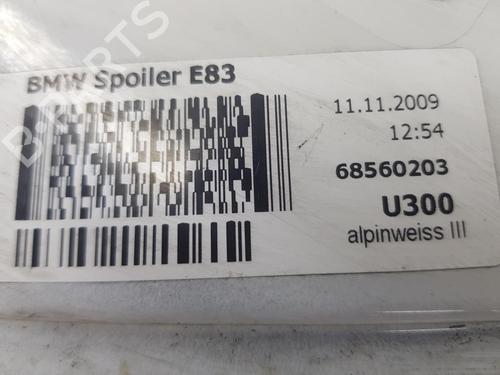 BMW Spoiler E83
11.11.2009
12:54
68560203
U300
alpinweiss III